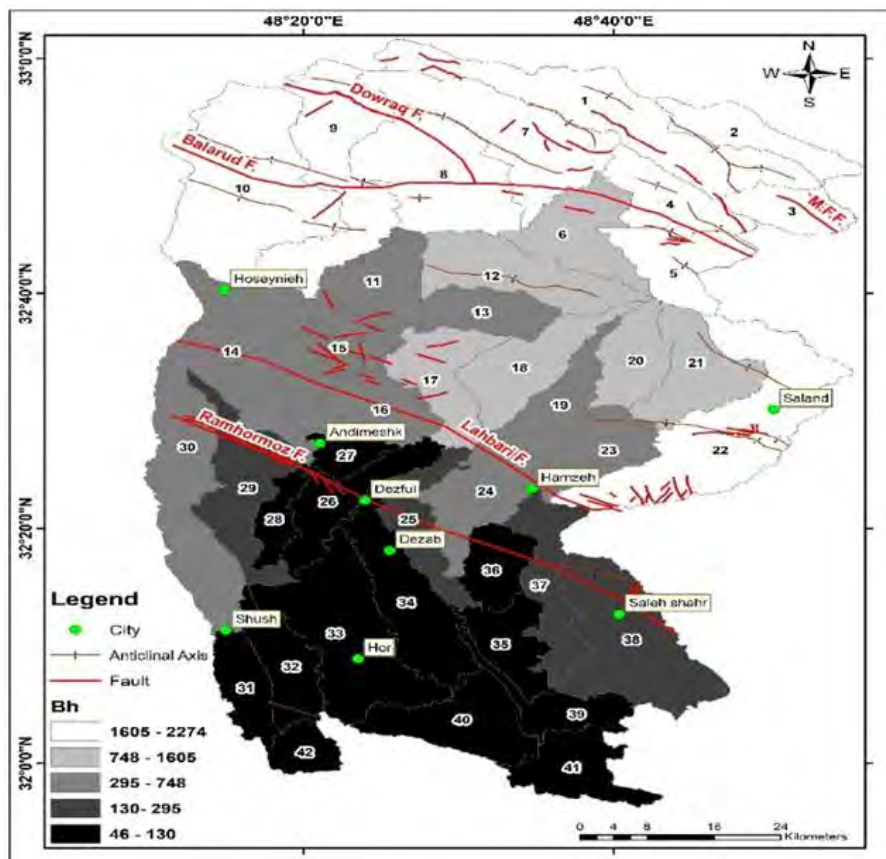 48°20'0"E 48°40'0"E
33°0'0"N
32°40'0"N
32°20'0"N
32°0'0"N
N
W E
S
1
Dowraq F.
2
7
9
Balarud F.
8
10
4
3
M.F.F.
6
5
Hoseynieh
11
12
13
14
15
20
21
17
18
16
19
Saland
30
Ramhormoz F.
Andimeshk
Lahbari F.
27
23
22
29
Hamzeh
24
26
Dezful
28
25
Dezab
36
37
Saleh shahr
34
Shush
33
Hor
35
38
32
31
40
39
42
41
Legend
City
Anticlinal Axis
Fault
Bh
1605 - 2274
748 - 1605
295 - 748
130- 295
46 - 130
0 2 4 8 16 24
Kilometers